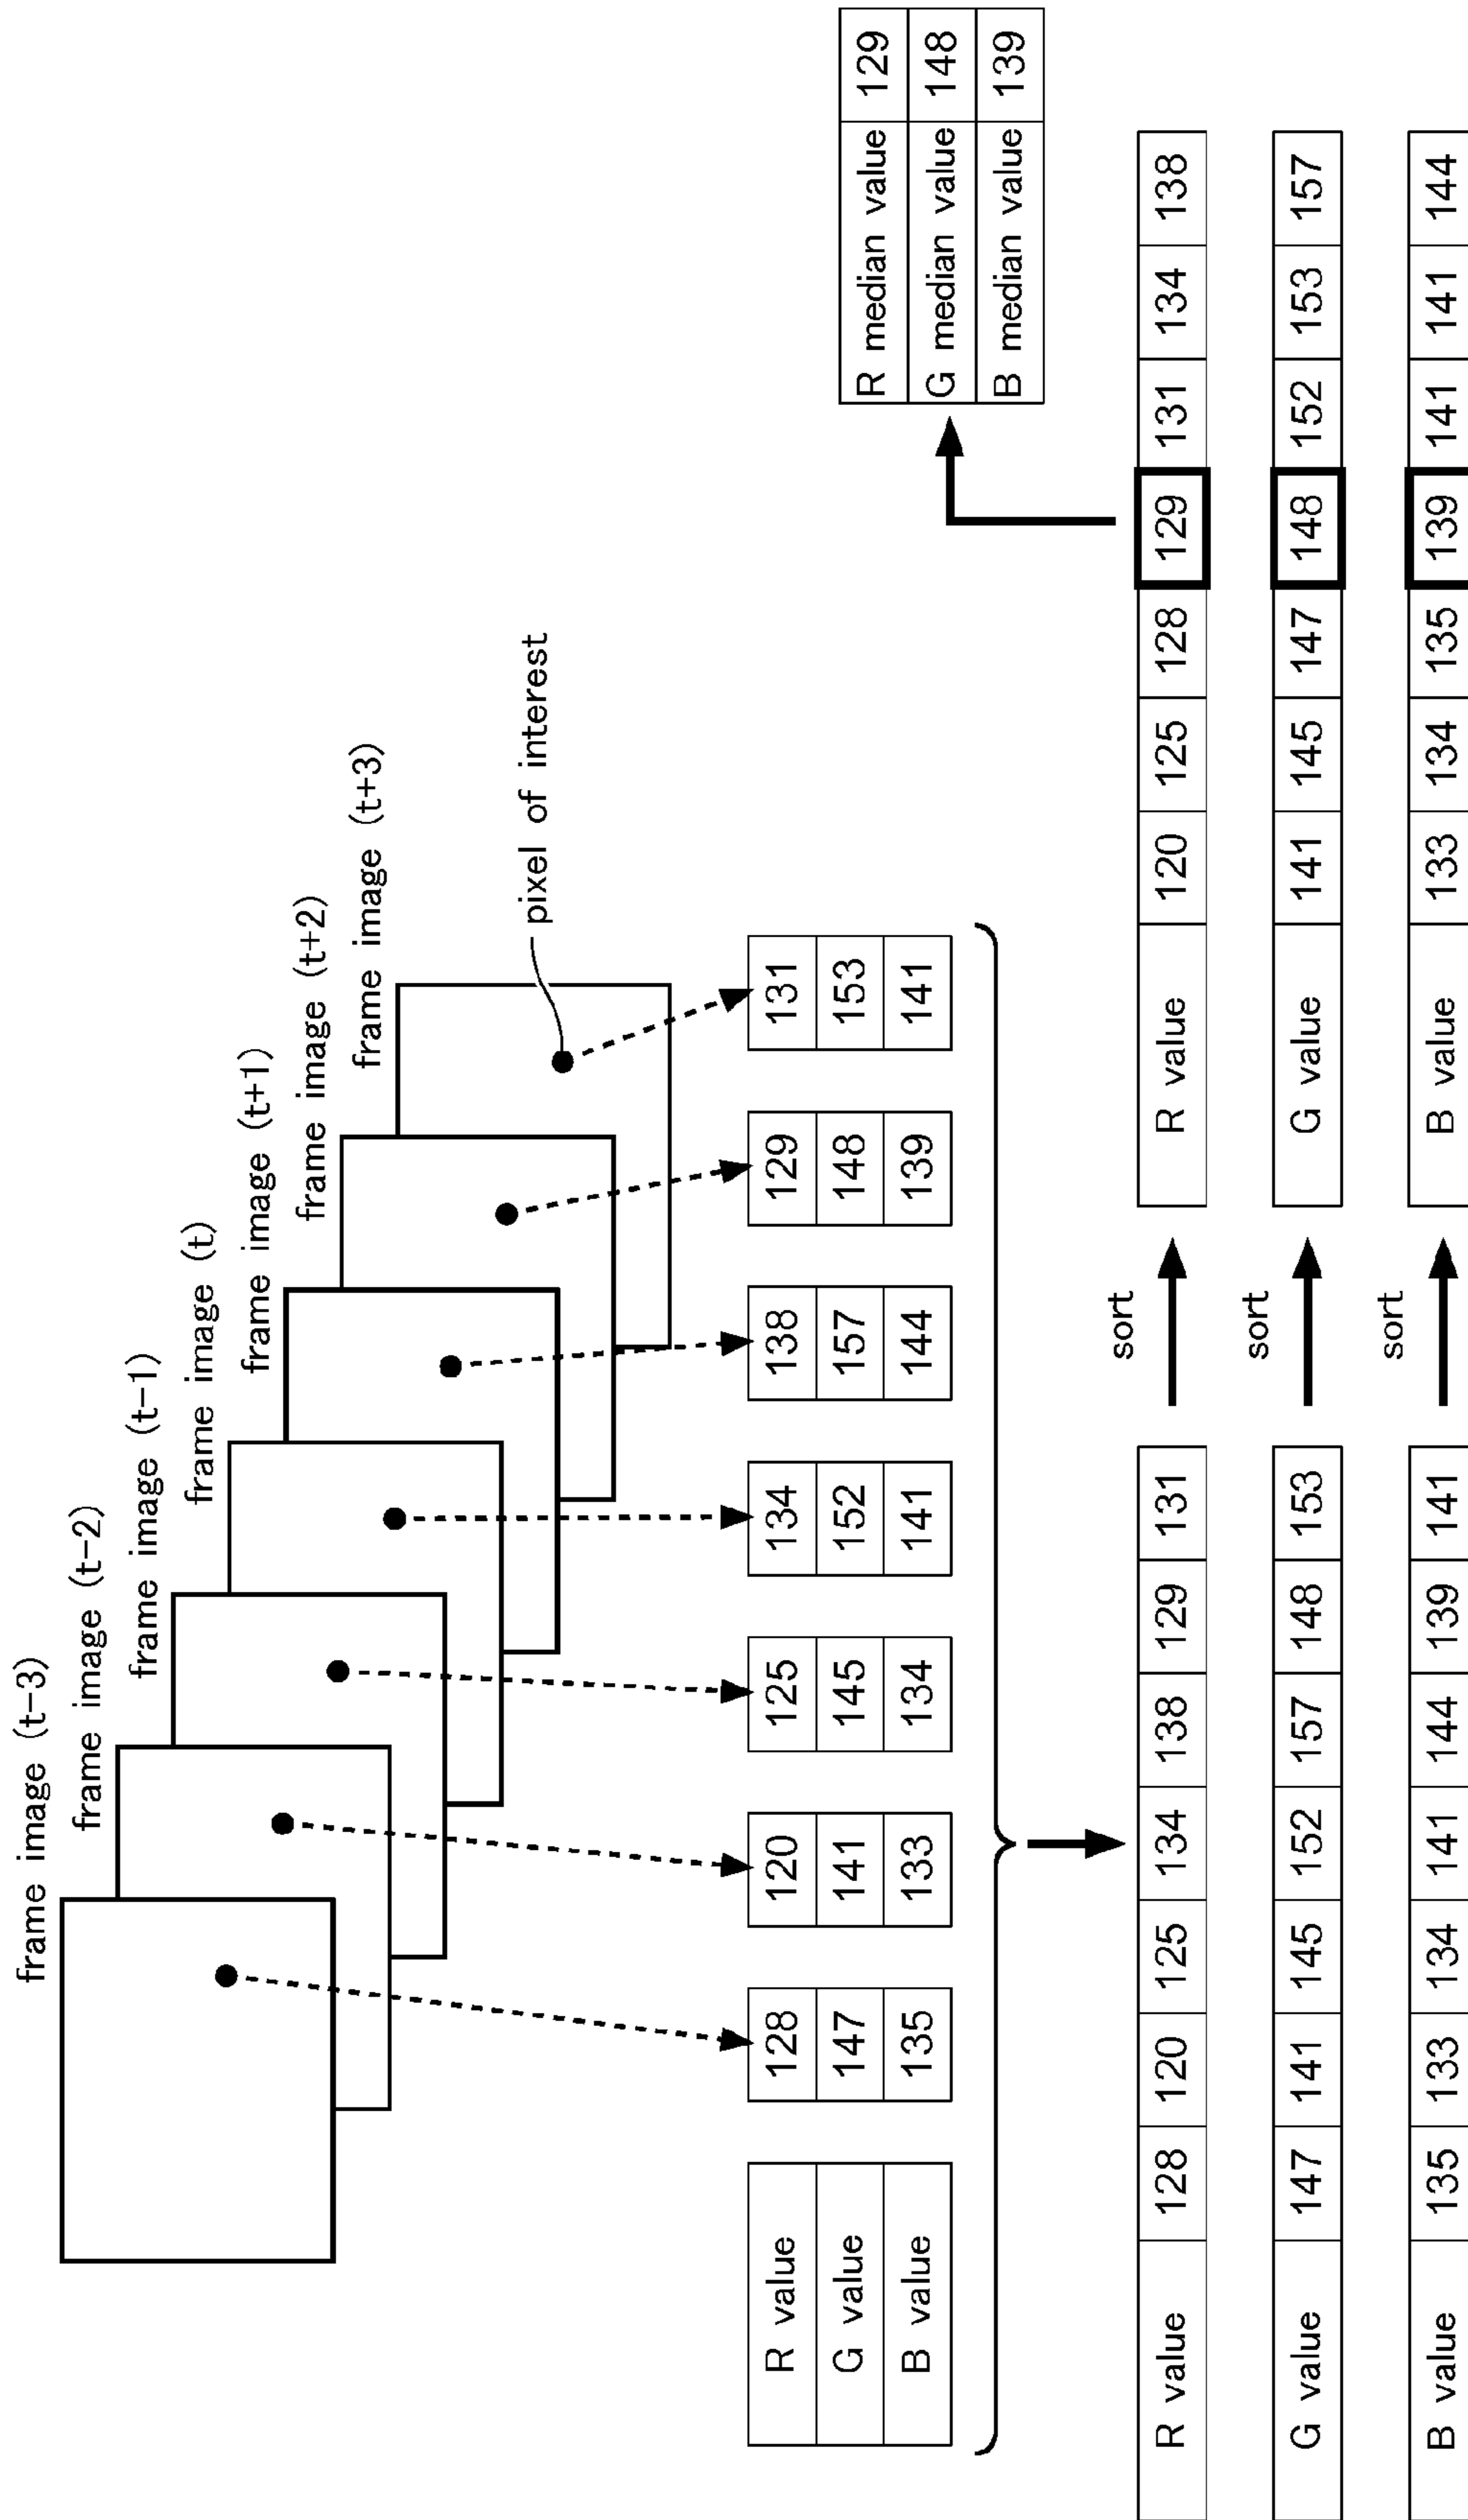 frame image (t-3)
frame image (t-2)
frame image (t-1)
frame image (t)
frame image (t+1)
frame image (t+2)
frame image (t+3)
pixel of interest
R value 128 120 125 134 138 129 131
G value 147 141 145 152 157 148 153
B value 135 133 134 141 144 139 141
R median value 129
G median value 148
B median value 139
R value 128 120 125 134 138 129 131
sort
R value 120 125 128 129 131 134 138
G value 147 141 145 152 157 148 153
sort
G value 141 145 147 148 152 153 157
B value 135 133 134 141 144 139 141
sort
B value 133 134 135 139 141 141 144